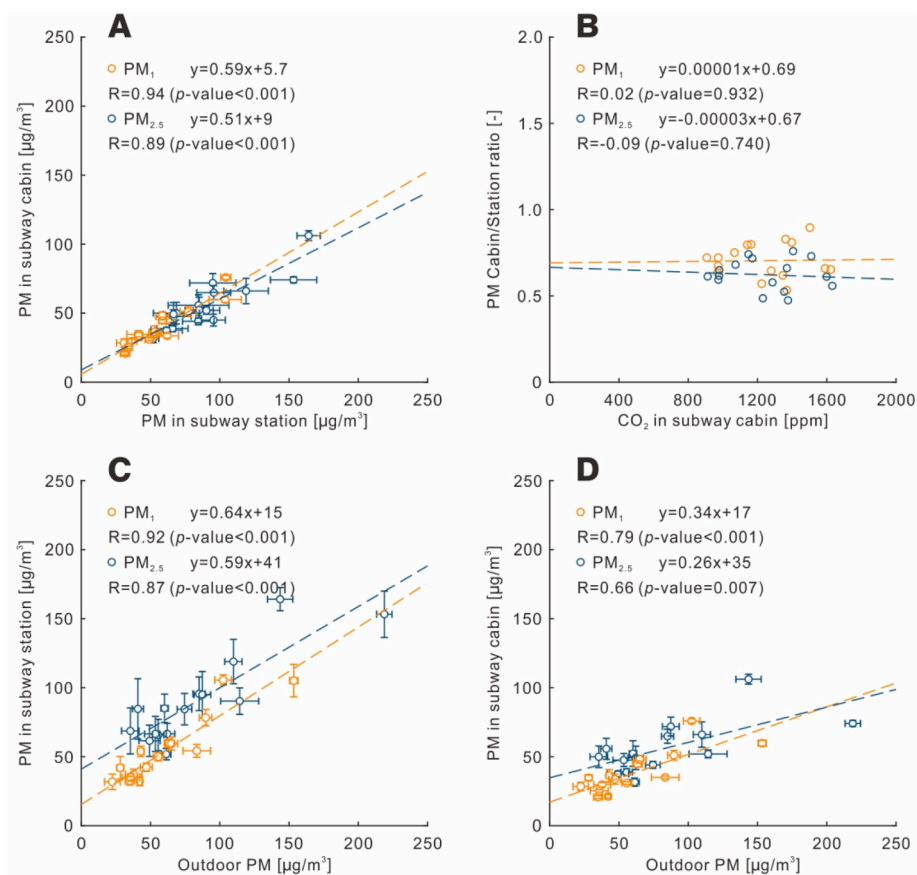 A
250
200
150
100
50
0
PM in subway cabin [µg/m³]
PM₁ y=0.59x+5.7
R=0.94 (p-value<0.001)
PM₂.₅ y=0.51x+9
R=0.89 (p-value<0.001)
0 50 100 150 200 250
PM in subway station [µg/m³]
B
2.0
1.5
1.0
0.5
0
PM Cabin/Station ratio [-]
PM₁ y=0.00001x+0.69
R=0.02 (p-value=0.932)
PM₂.₅ y=-0.00003x+0.67
R=-0.09 (p-value=0.740)
0 400 800 1200 1600 2000
CO₂ in subway cabin [ppm]
C
250
200
150
100
50
0
PM in subway station [µg/m³]
PM₁ y=0.64x+15
R=0.92 (p-value<0.001)
PM₂.₅ y=0.59x+41
R=0.87 (p-value<0.001)
0 50 100 150 200 250
Outdoor PM [µg/m³]
D
250
200
150
100
50
0
PM in subway cabin [µg/m³]
PM₁ y=0.34x+17
R=0.79 (p-value<0.001)
PM₂.₅ y=0.26x+35
R=0.66 (p-value=0.007)
0 50 100 150 200 250
Outdoor PM [µg/m³]